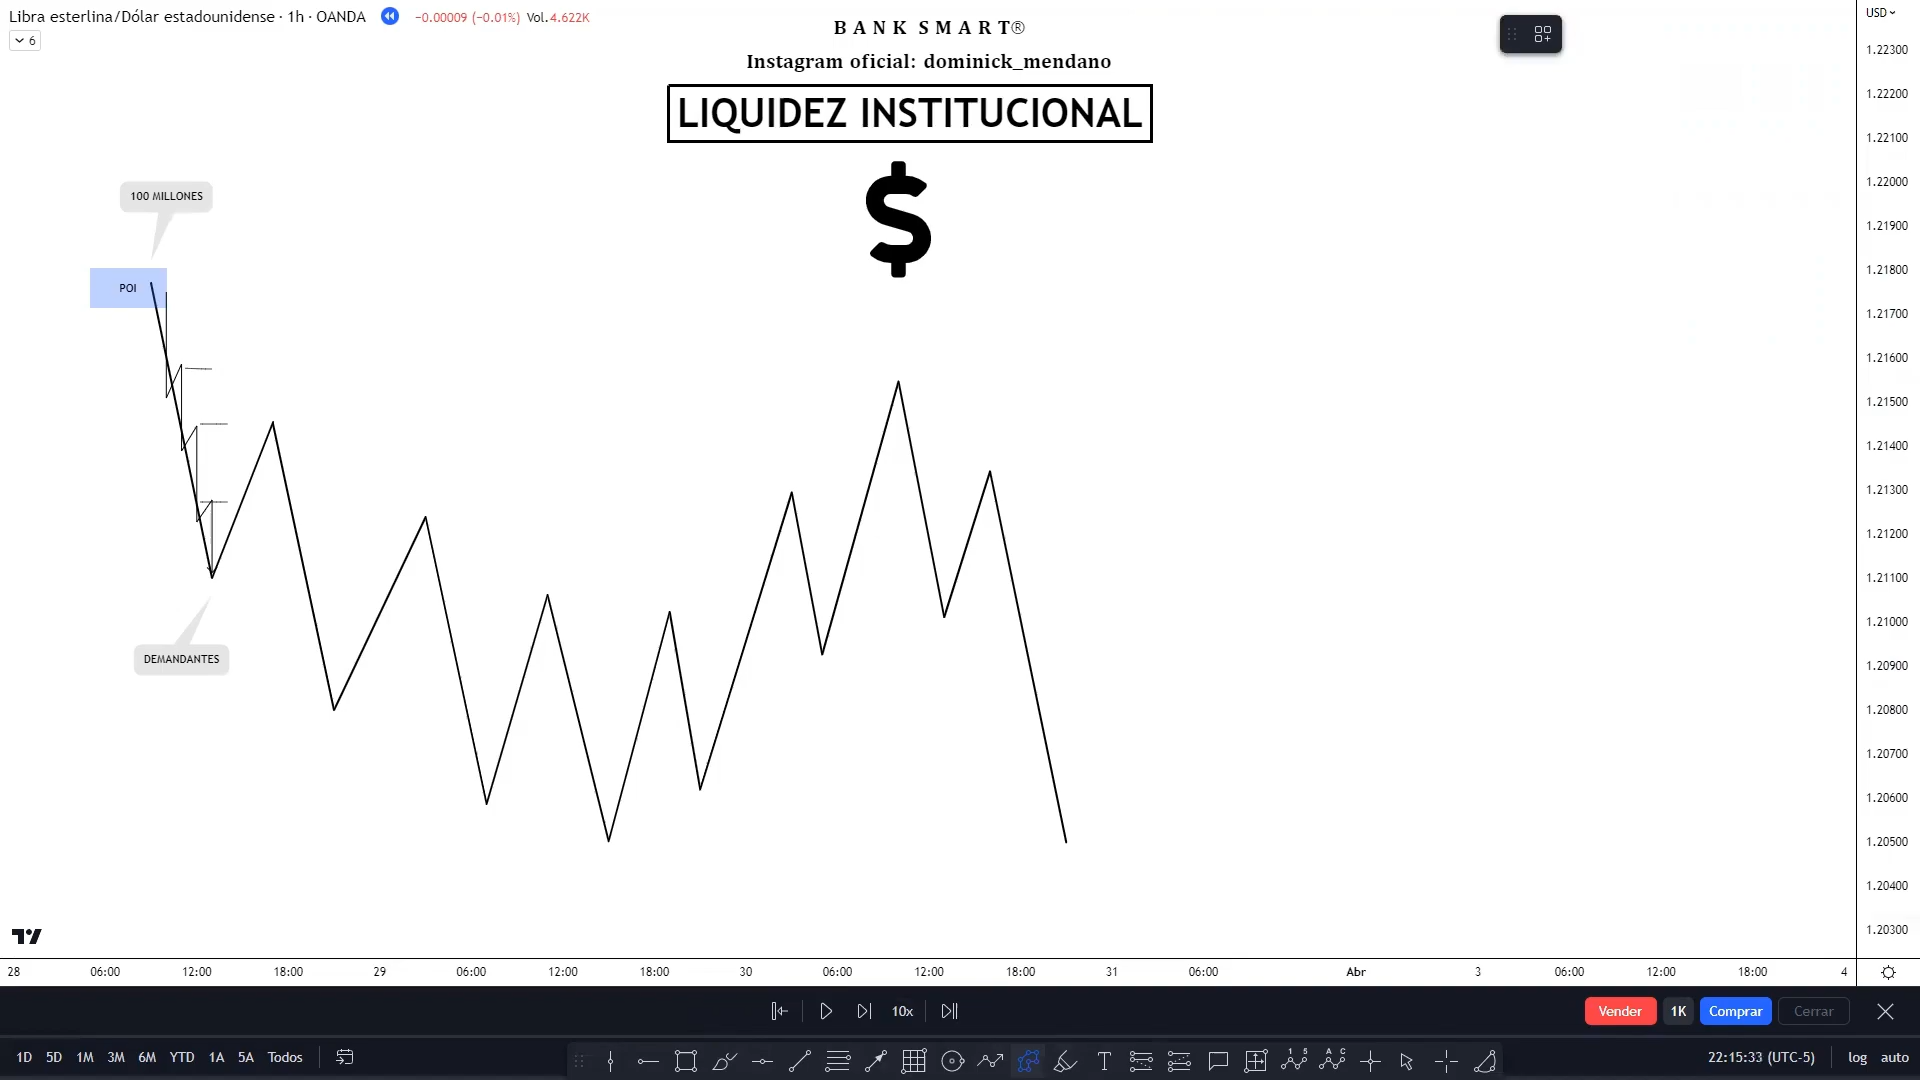 Libra esterlina/Dólar estadounidense · 1h · OANDA
−0.00009 (−0.01%) Vol.4.622K
6
B A N K S M A R T®
Instagram oficial: dominick_mendano
LIQUIDEZ INSTITUCIONAL
$
100 MILLONES
POI
DEMANDANTES
USD
1.22300
1.22200
1.22100
1.22000
1.21900
1.21800
1.21700
1.21600
1.21500
1.21400
1.21300
1.21200
1.21100
1.21000
1.20900
1.20800
1.20700
1.20600
1.20500
1.20400
1.20300
28 06:00 12:00 18:00 29 06:00 12:00 18:00 30 06:00 12:00 18:00 31 06:00 Abr 3 06:00 12:00 18:00 4
10x
Vender 1K Comprar Cerrar
1D 5D 1M 3M 6M YTD 1A 5A Todos
22:15:33 (UTC-5) log auto